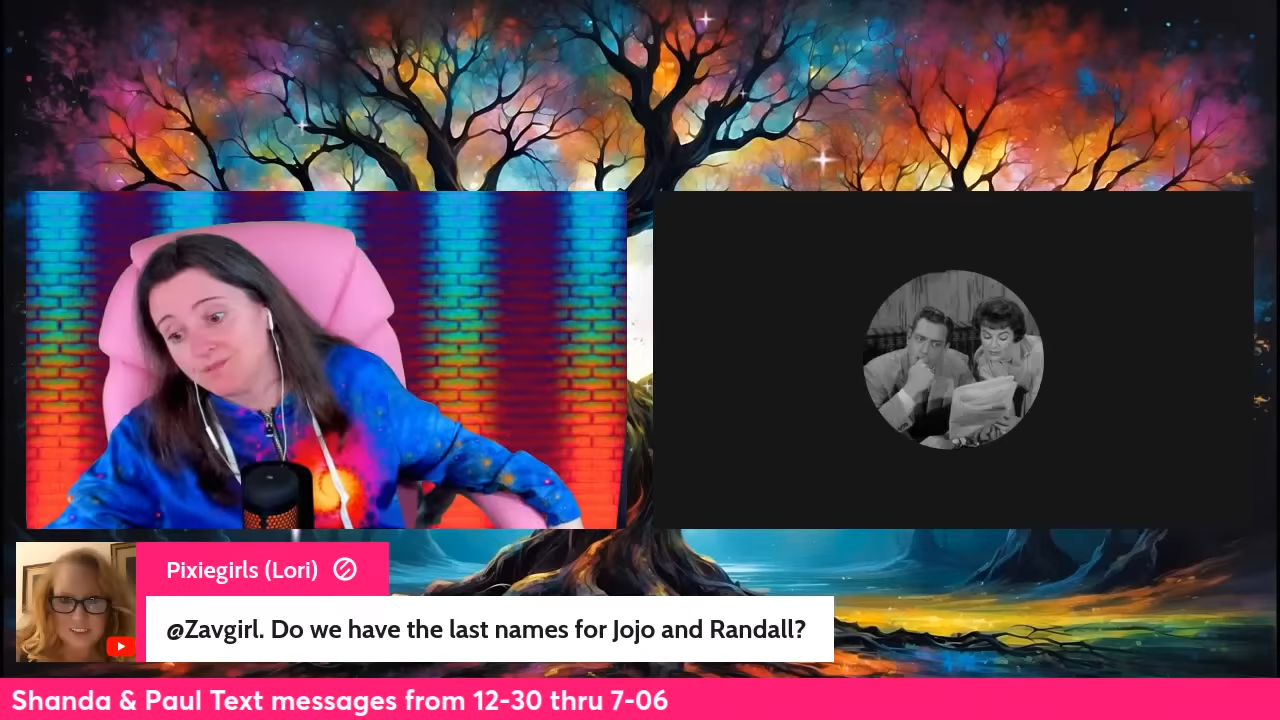 Pixiegirls (Lori)
@Zavgirl. Do we have the last names for Jojo and Randall?
Shanda & Paul Text messages from 12-30 thru 7-06